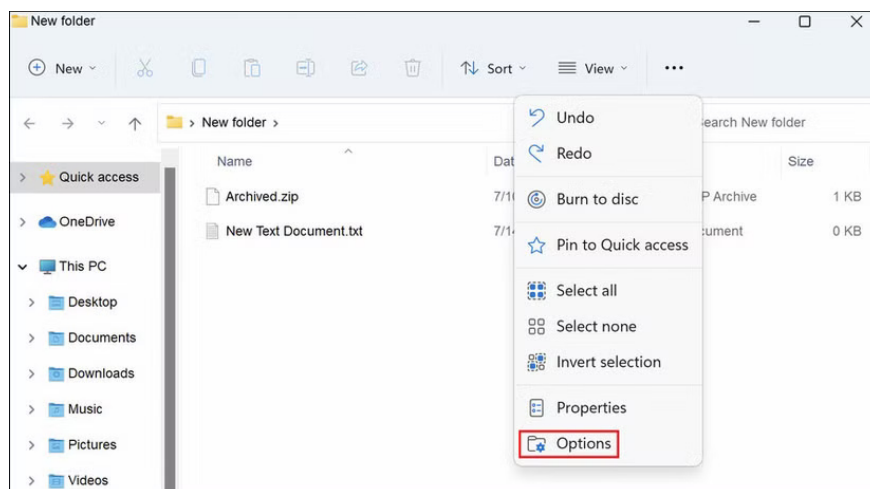 New folder
New
Sort
View
New folder
earch New folder
Name
Dat
Size
Quick access
Archived.zip
7/1
P Archive
1 KB
OneDrive
New Text Document.txt
7/1
cument
0 KB
This PC
Desktop
Documents
Downloads
Music
Pictures
Videos
Undo
Redo
Burn to disc
Pin to Quick access
Select all
Select none
Invert selection
Properties
Options